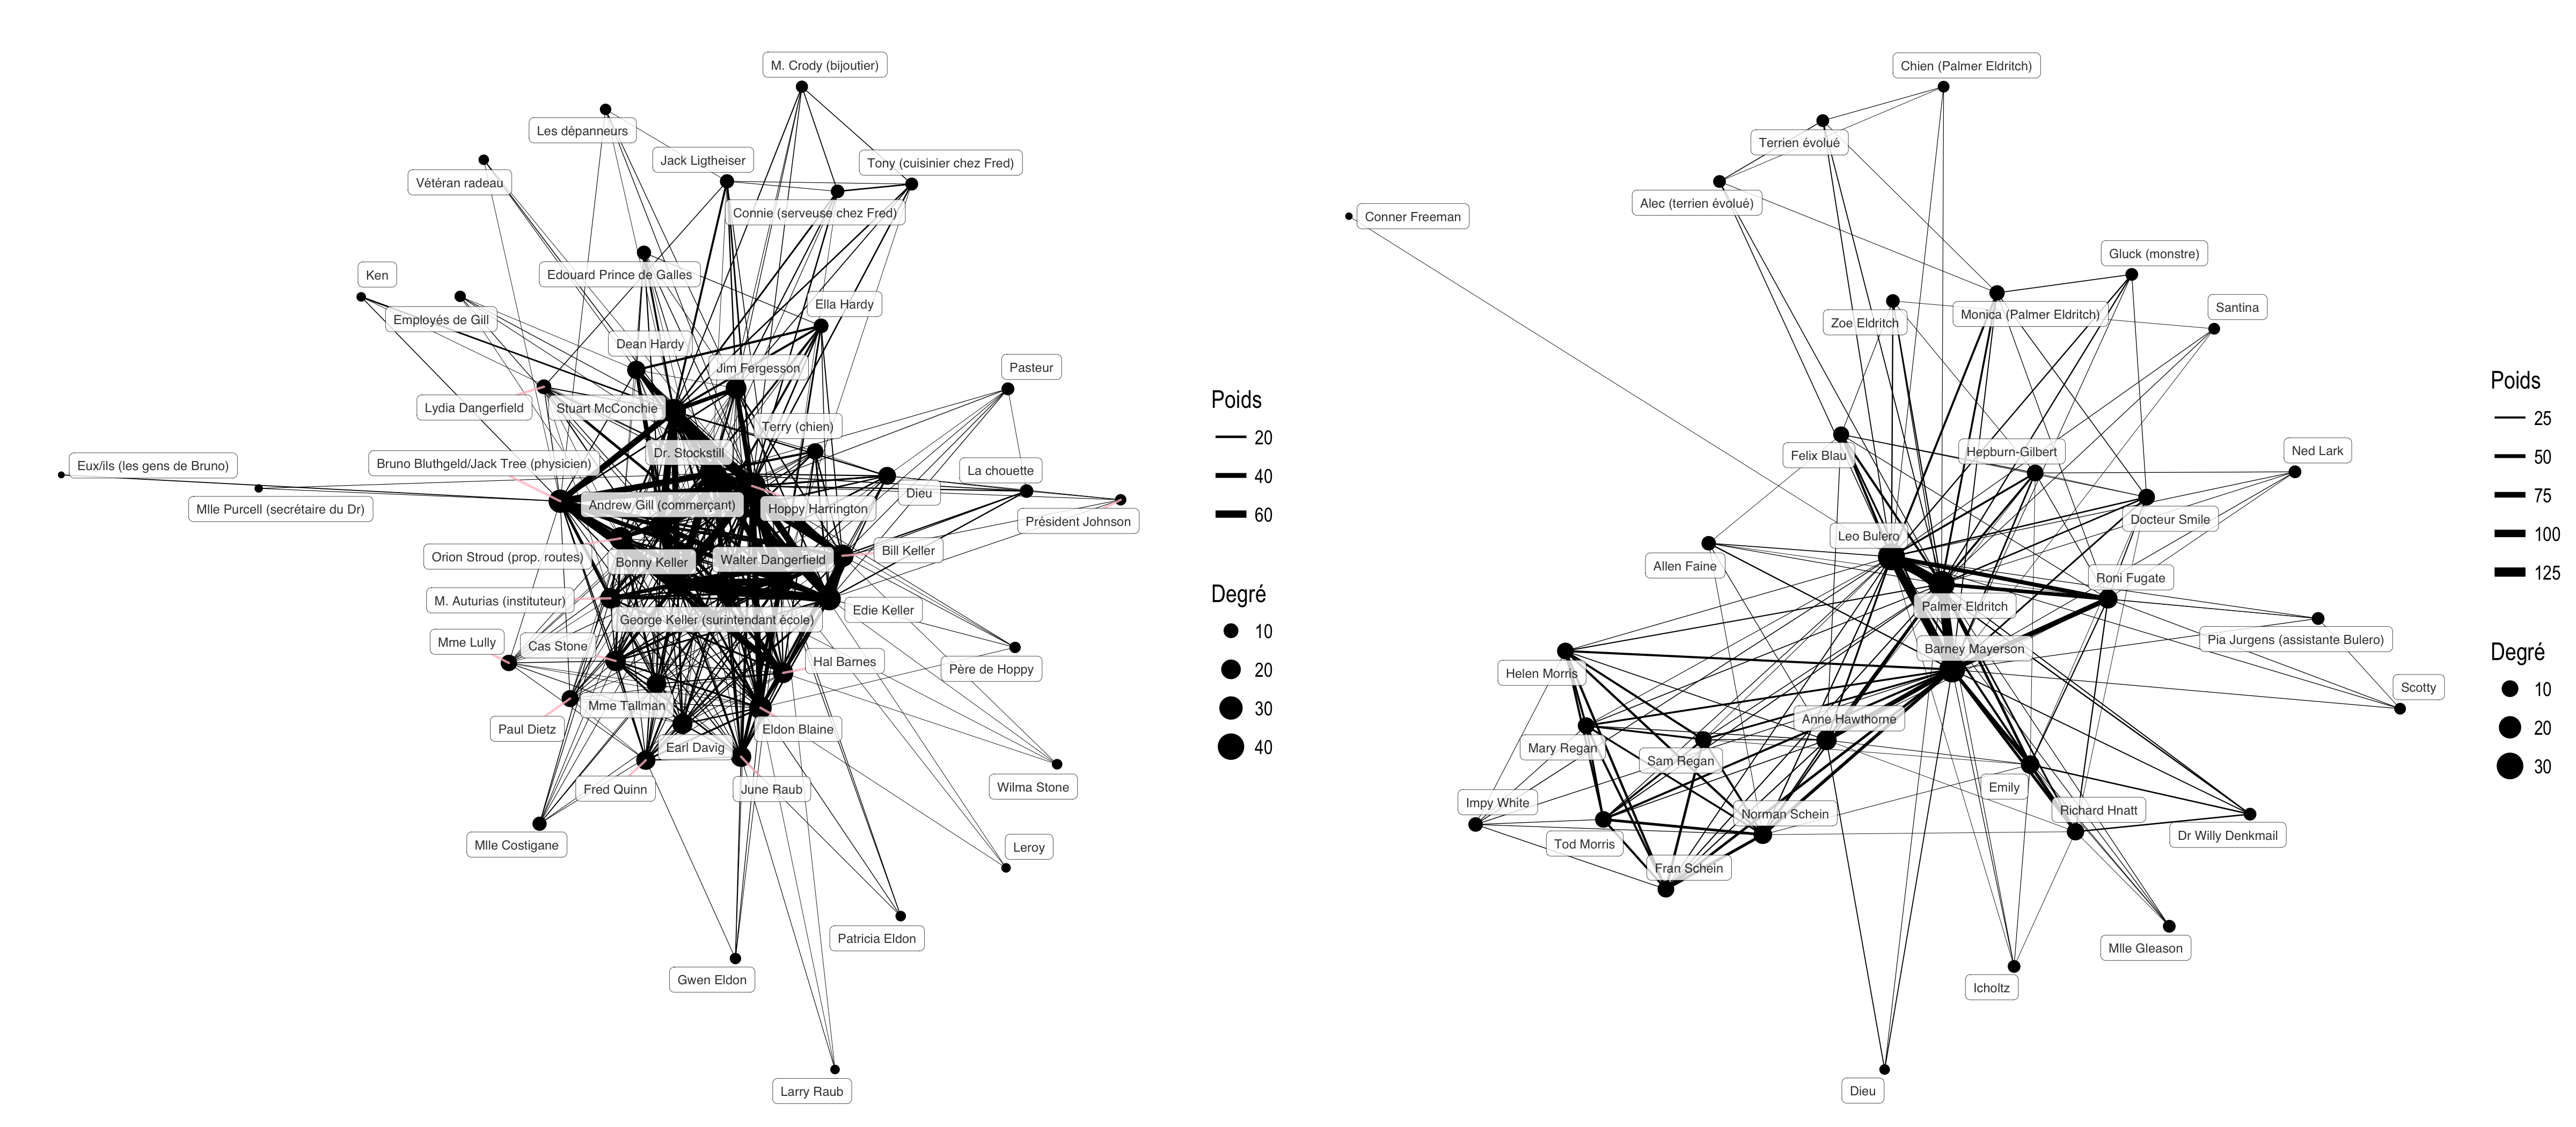 M. Crody (bijoutier)
Les dépanneurs
Jack Ligtheiser
Tony (cuisinier chez Fred)
Vétéran radeau
Connie (serveuse chez Fred)
Ken
Edouard Prince de Galles
Ella Hardy
Employés de Gill
Dean Hardy
Jim Fergesson
Pasteur
Lydia Dangerfield
Stuart McConchie
Terry (chien)
Dr. Stockstill
Eux/ils (les gens de Bruno)
Bruno Bluthgeld/Jack Tree (physicien)
La chouette
Dieu
Mlle Purcell (secrétaire du Dr)
Andrew Gill (commerçant)
Hoppy Harrington
Président Johnson
Orion Stroud (prop. routes)
Bonny Keller
Walter Dangerfield
Bill Keller
M. Auturias (instituteur)
George Keller (surintendant école)
Edie Keller
Mme Lully
Cas Stone
Hal Barnes
Père de Hoppy
Mme Tallman
Paul Dietz
Eldon Blaine
Earl Davig
Fred Quinn
June Raub
Wilma Stone
Mlle Costigane
Leroy
Patricia Eldon
Gwen Eldon
Larry Raub
Poids
20
40
60
Degré
10
20
30
40
Chien (Palmer Eldritch)
Terrien évolué
Alec (terrien évolué)
Conner Freeman
Gluck (monstre)
Santina
Monica (Palmer Eldritch)
Zoe Eldritch
Felix Blau
Hepburn-Gilbert
Ned Lark
Docteur Smile
Leo Bulero
Allen Faine
Roni Fugate
Palmer Eldritch
Pia Jurgens (assistante Bulero)
Barney Mayerson
Helen Morris
Scotty
Anne Hawthorne
Mary Regan
Sam Regan
Emily
Impy White
Norman Schein
Richard Hnatt
Dr Willy Denkmail
Tod Morris
Fran Schein
Mlle Gleason
Icholtz
Dieu
Poids
25
50
75
100
125
Degré
10
20
30